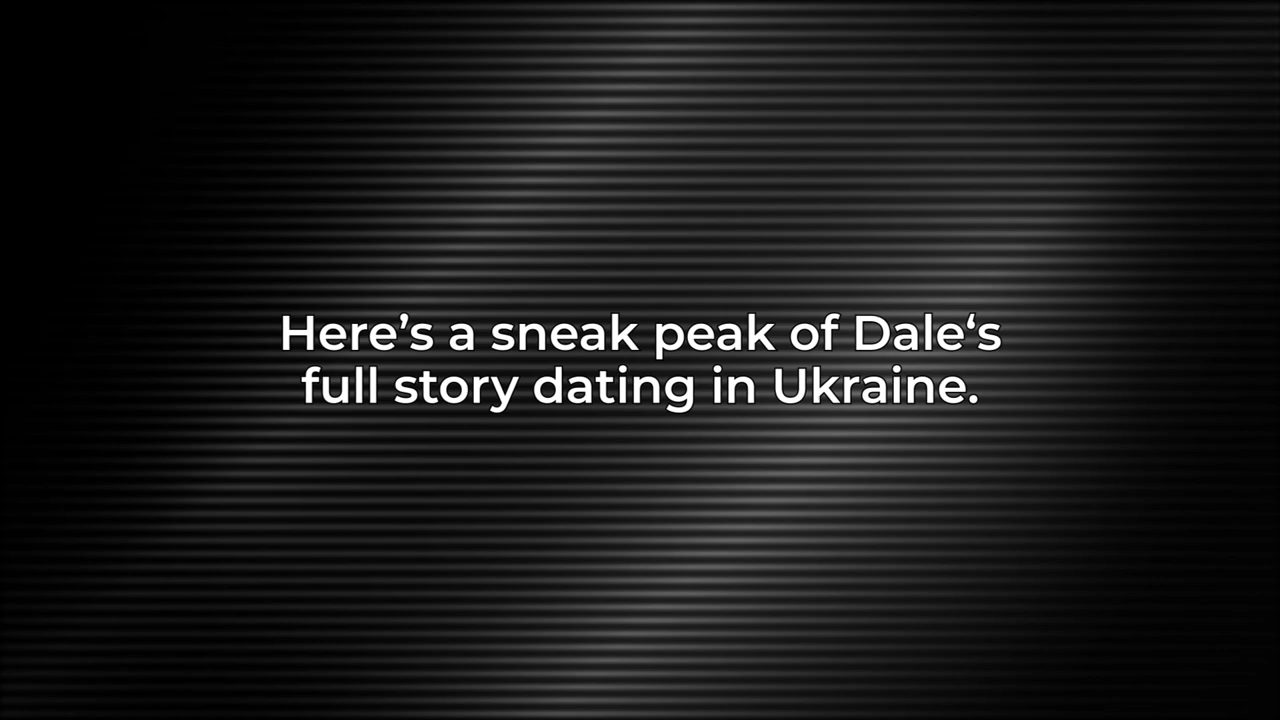 Here’s a sneak peak of Dale‘s
full story dating in Ukraine.